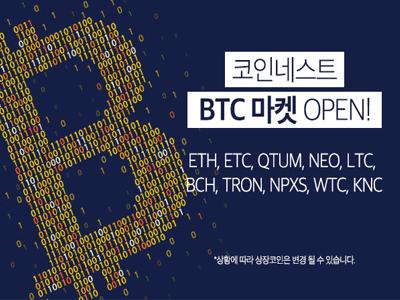 코인네스트
BTC 마켓 OPEN!
ETH, ETC, QTUM, NEO, LTC,
BCH, TRON, NPXS, WTC, KNC
*상황에 따라 상장코인은 변경 될 수 있습니다.